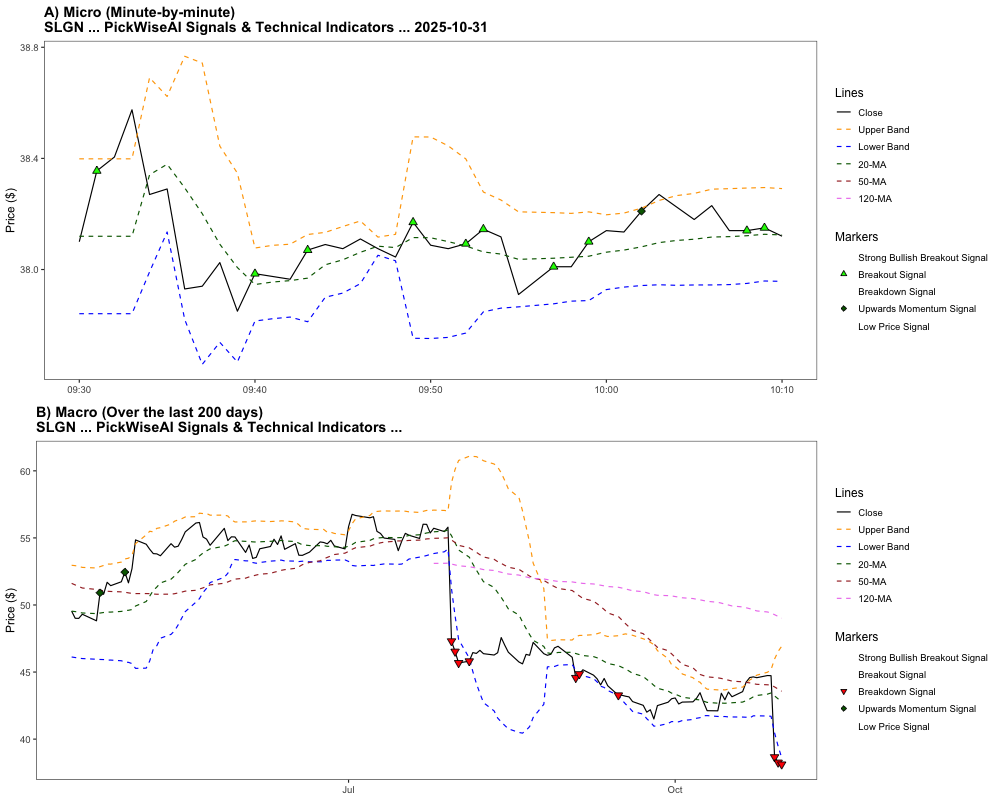 A) Micro (Minute-by-minute)
SLGN ... PickWiseAI Signals & Technical Indicators ... 2025-10-31
38.8
38.4
38.0
Price ($)
09:30
09:40
09:50
10:00
10:10
Lines
Close
Upper Band
Lower Band
20-MA
50-MA
120-MA
Markers
Strong Bullish Breakout Signal
Breakout Signal
Breakdown Signal
Upwards Momentum Signal
Low Price Signal
B) Macro (Over the last 200 days)
SLGN ... PickWiseAI Signals & Technical Indicators ...
60
55
50
45
40
Price ($)
Jul
Oct
Lines
Close
Upper Band
Lower Band
20-MA
50-MA
120-MA
Markers
Strong Bullish Breakout Signal
Breakout Signal
Breakdown Signal
Upwards Momentum Signal
Low Price Signal